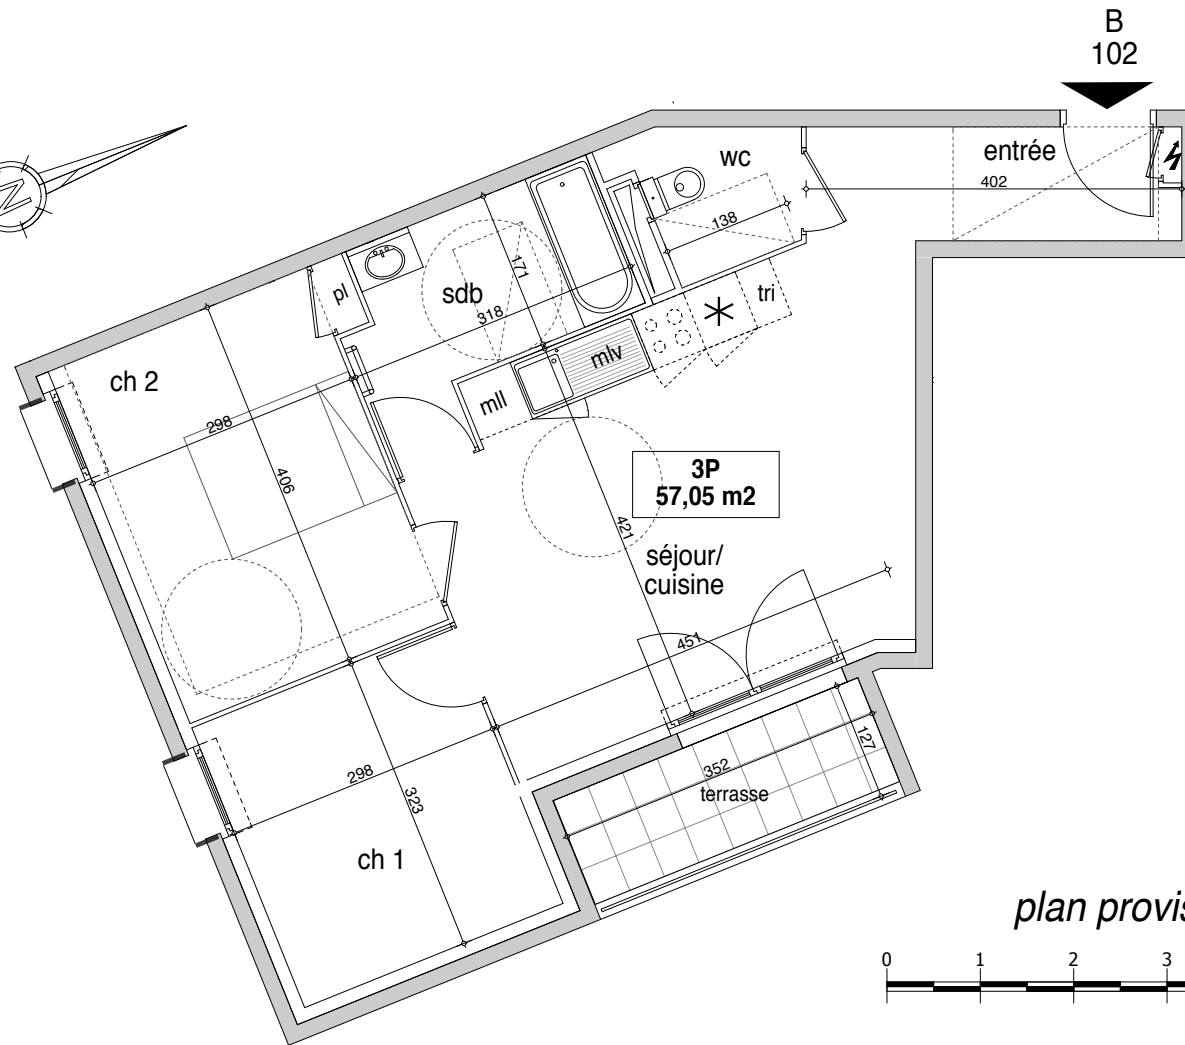 B
102
entrée
402
wc
138
N
171
sdb
318
pl
tri
mlv
mll
ch 2
298
406
3P
57,05 m2
421
séjour/
cuisine
451
127
352
terrasse
298
323
ch 1
plan provis
0 1 2 3